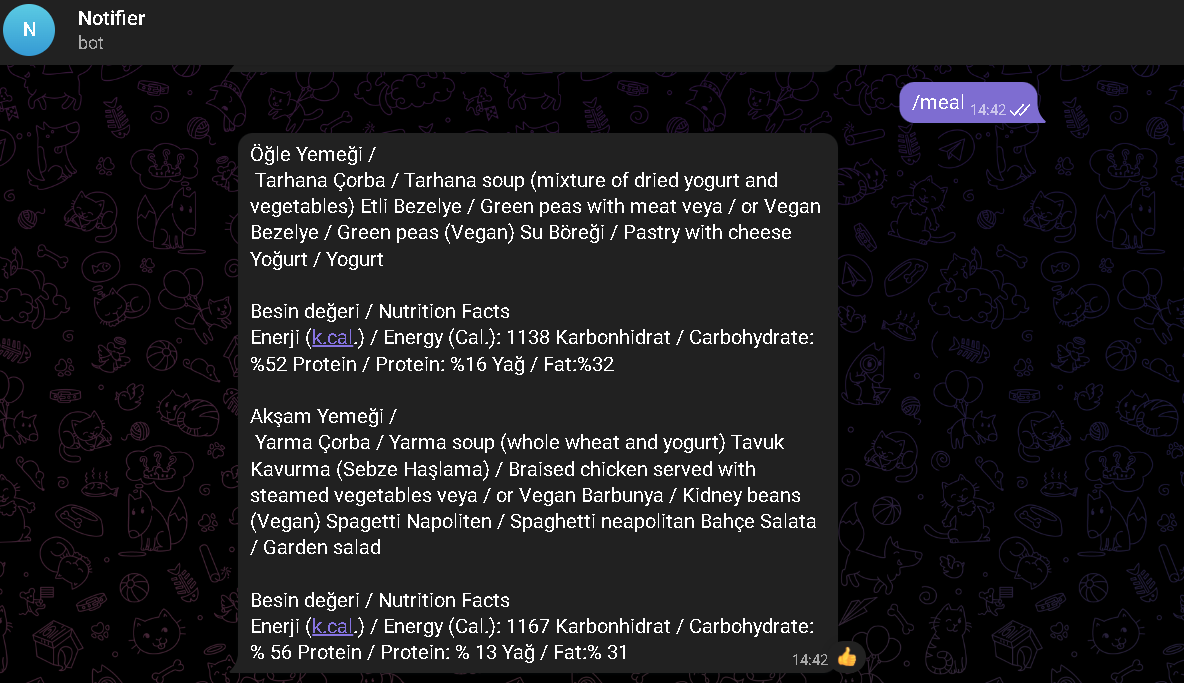 N
Notifier
bot
/meal 14:42
Öğle Yemeği /
Tarhana Çorba / Tarhana soup (mixture of dried yogurt and
vegetables) Etli Bezelye / Green peas with meat veya / or Vegan
Bezelye / Green peas (Vegan) Su Böreği / Pastry with cheese
Yoğurt / Yogurt
Besin değeri / Nutrition Facts
Enerji (k.cal.) / Energy (Cal.): 1138 Karbonhidrat / Carbohydrate:
%52 Protein / Protein: %16 Yağ / Fat:%32
Akşam Yemeği /
Yarma Çorba / Yarma soup (whole wheat and yogurt) Tavuk
Kavurma (Sebze Haşlama) / Braised chicken served with
steamed vegetables veya / or Vegan Barbunya / Kidney beans
(Vegan) Spagetti Napoliten / Spaghetti neapolitan Bahçe Salata
/ Garden salad
Besin değeri / Nutrition Facts
Enerji (k.cal.) / Energy (Cal.): 1167 Karbonhidrat / Carbohydrate:
% 56 Protein / Protein: % 13 Yağ / Fat:% 31
14:42